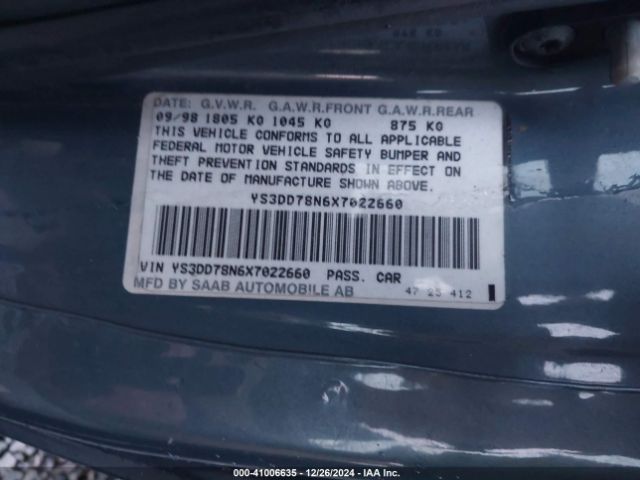 DATE: G.V.W.R. G.A.W.R.FRONT G.A.W.R.REAR
09/98 1805 KG 1045 KG 875 KG
THIS VEHICLE CONFORMS TO ALL APPLICABLE
FEDERAL MOTOR VEHICLE SAFETY BUMPER AND
THEFT PREVENTION STANDARDS IN EFFECT ON
THE DATE OF MANUFACTURE SHOWN ABOVE.
YS3DD78N6X7022660
VIN YS3DD78N6X7022660 PASS. CAR
MFD BY SAAB AUTOMOBILE AB 47 25 412
000-41006635 - 12/26/2024 - IAA Inc.